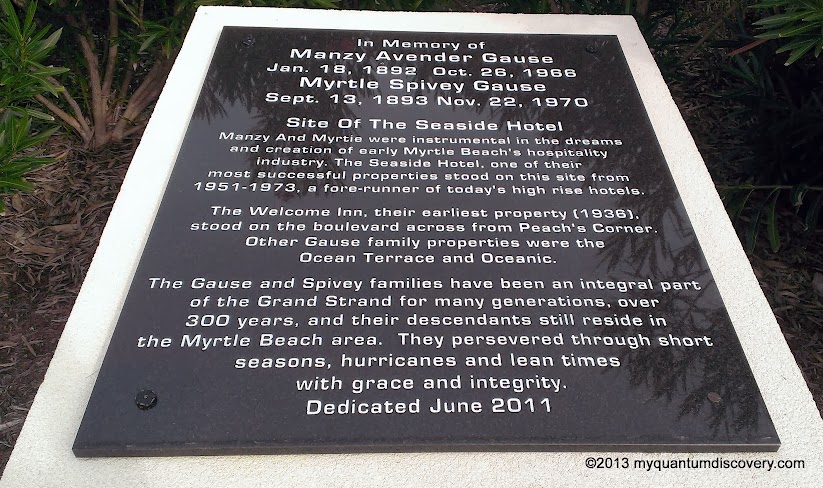 In Memory of
Manzy Avender Gause
Jan. 18, 1892 Oct. 26, 1966
Myrtle Spivey Gause
Sept. 13, 1893 Nov. 22, 1970
Site Of The Seaside Hotel
Manzy And Myrtie were instrumental in the dreams
and creation of early Myrtle Beach's hospitality
industry. The Seaside Hotel, one of their
most successful properties stood on this site from
1951-1973, a fore-runner of today's high rise hotels.
The Welcome Inn, their earliest property (1936),
stood on the boulevard across from Peach's Corner.
Other Gause family properties were the
Ocean Terrace and Oceanic.
The Gause and Spivey families have been an integral part
of the Grand Strand for many generations, over
300 years, and their descendants still reside in
the Myrtle Beach area. They persevered through short
seasons, hurricanes and lean times
with grace and integrity.
Dedicated June 2011
©2013 myquantumdiscovery.com